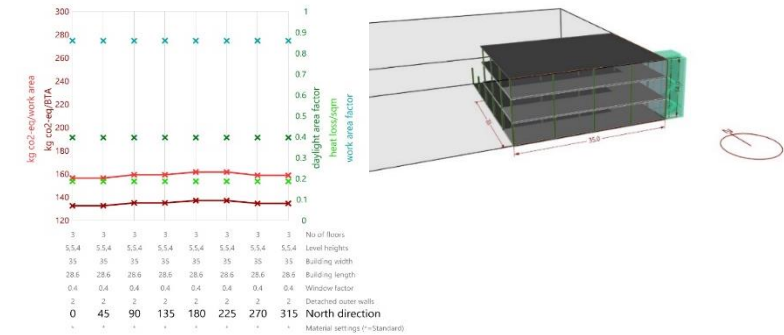 300
280
260
240
220
200
180
160
140
120
kg co2-eq/work area
kg co2-eq/BTA
1
0.9
0.8
0.7
0.6
0.5
0.4
0.3
0.2
0.1
0
daylight area factor
heat loss/sqm
work area factor
3 3 3 3 3 3 3 3 No of floors
5,5,4 5,5,4 5,5,4 5,5,4 5,5,4 5,5,4 5,5,4 5,5,4 Level heights
35 35 35 35 35 35 35 35 Building width
28.6 28.6 28.6 28.6 28.6 28.6 28.6 28.6 Building length
0.4 0.4 0.4 0.4 0.4 0.4 0.4 0.4 Window factor
2 2 2 2 2 2 2 2 Detached outer walls
0 45 90 135 180 225 270 315 North direction
* * * * * * * * Material settings (*=Standard)
35.0